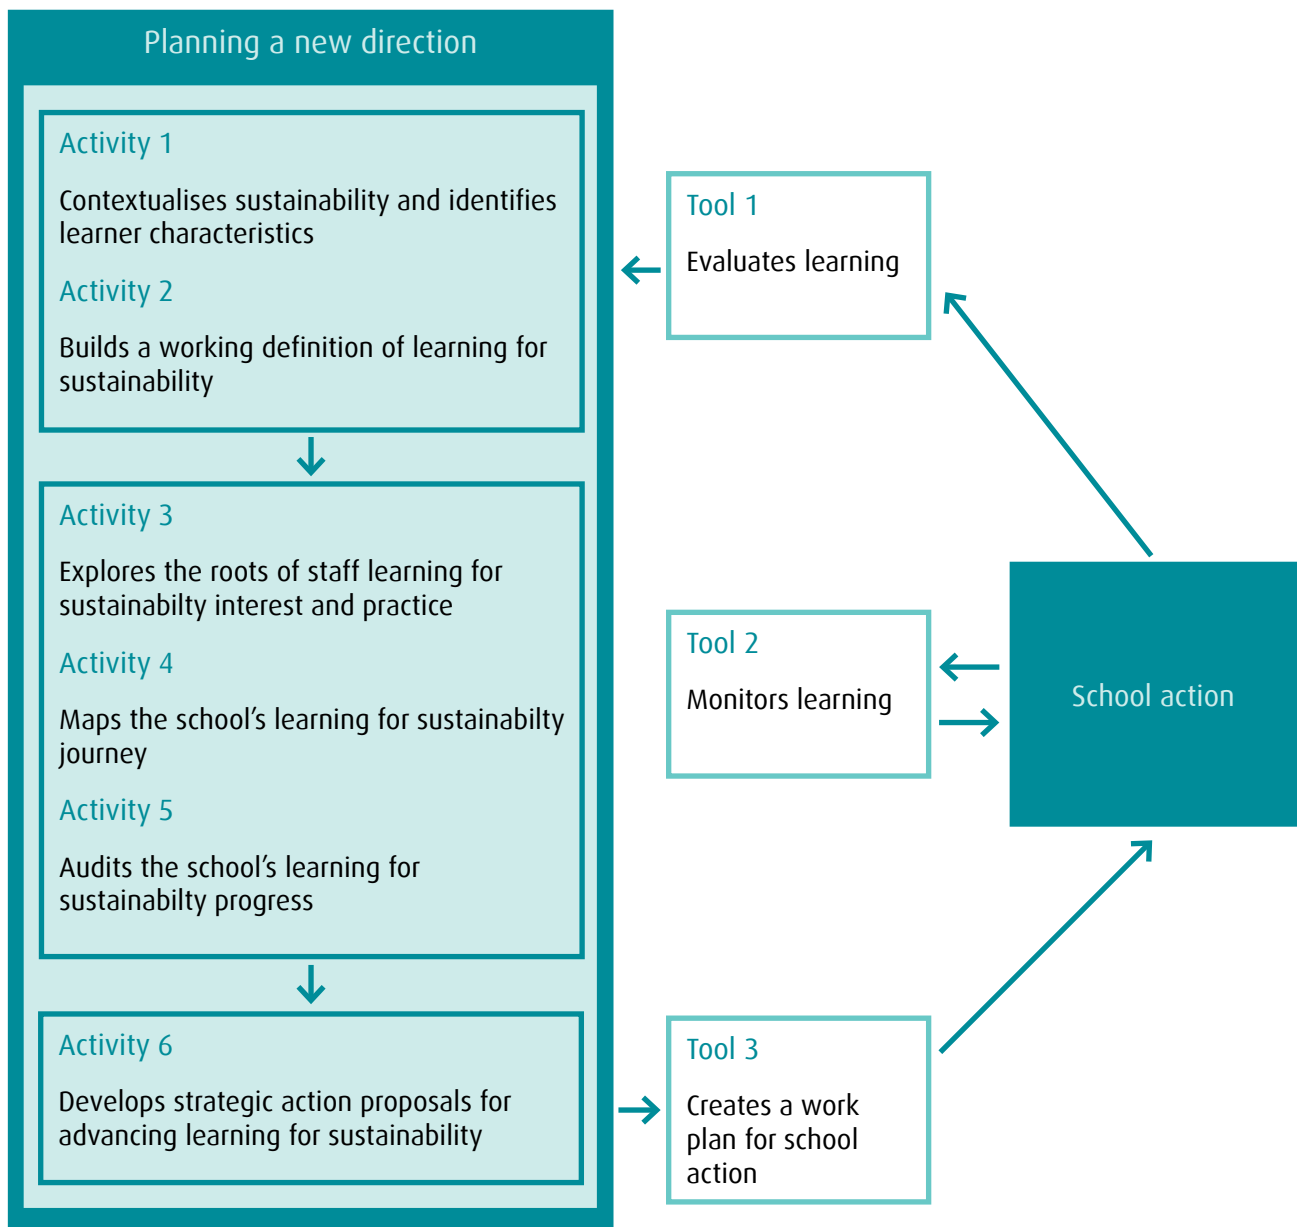 Planning a new direction
Activity 1
Contextualises sustainability and identifies
learner characteristics
Activity 2
Builds a working definition of learning for
sustainability
Activity 3
Explores the roots of staff learning for
sustainabilty interest and practice
Activity 4
Maps the school’s learning for sustainabilty
journey
Activity 5
Audits the school’s learning for
sustainabilty progress
Activity 6
Develops strategic action proposals for
advancing learning for sustainability
Tool 1
Evaluates learning
Tool 2
Monitors learning
Tool 3
Creates a work
plan for school
action
School action